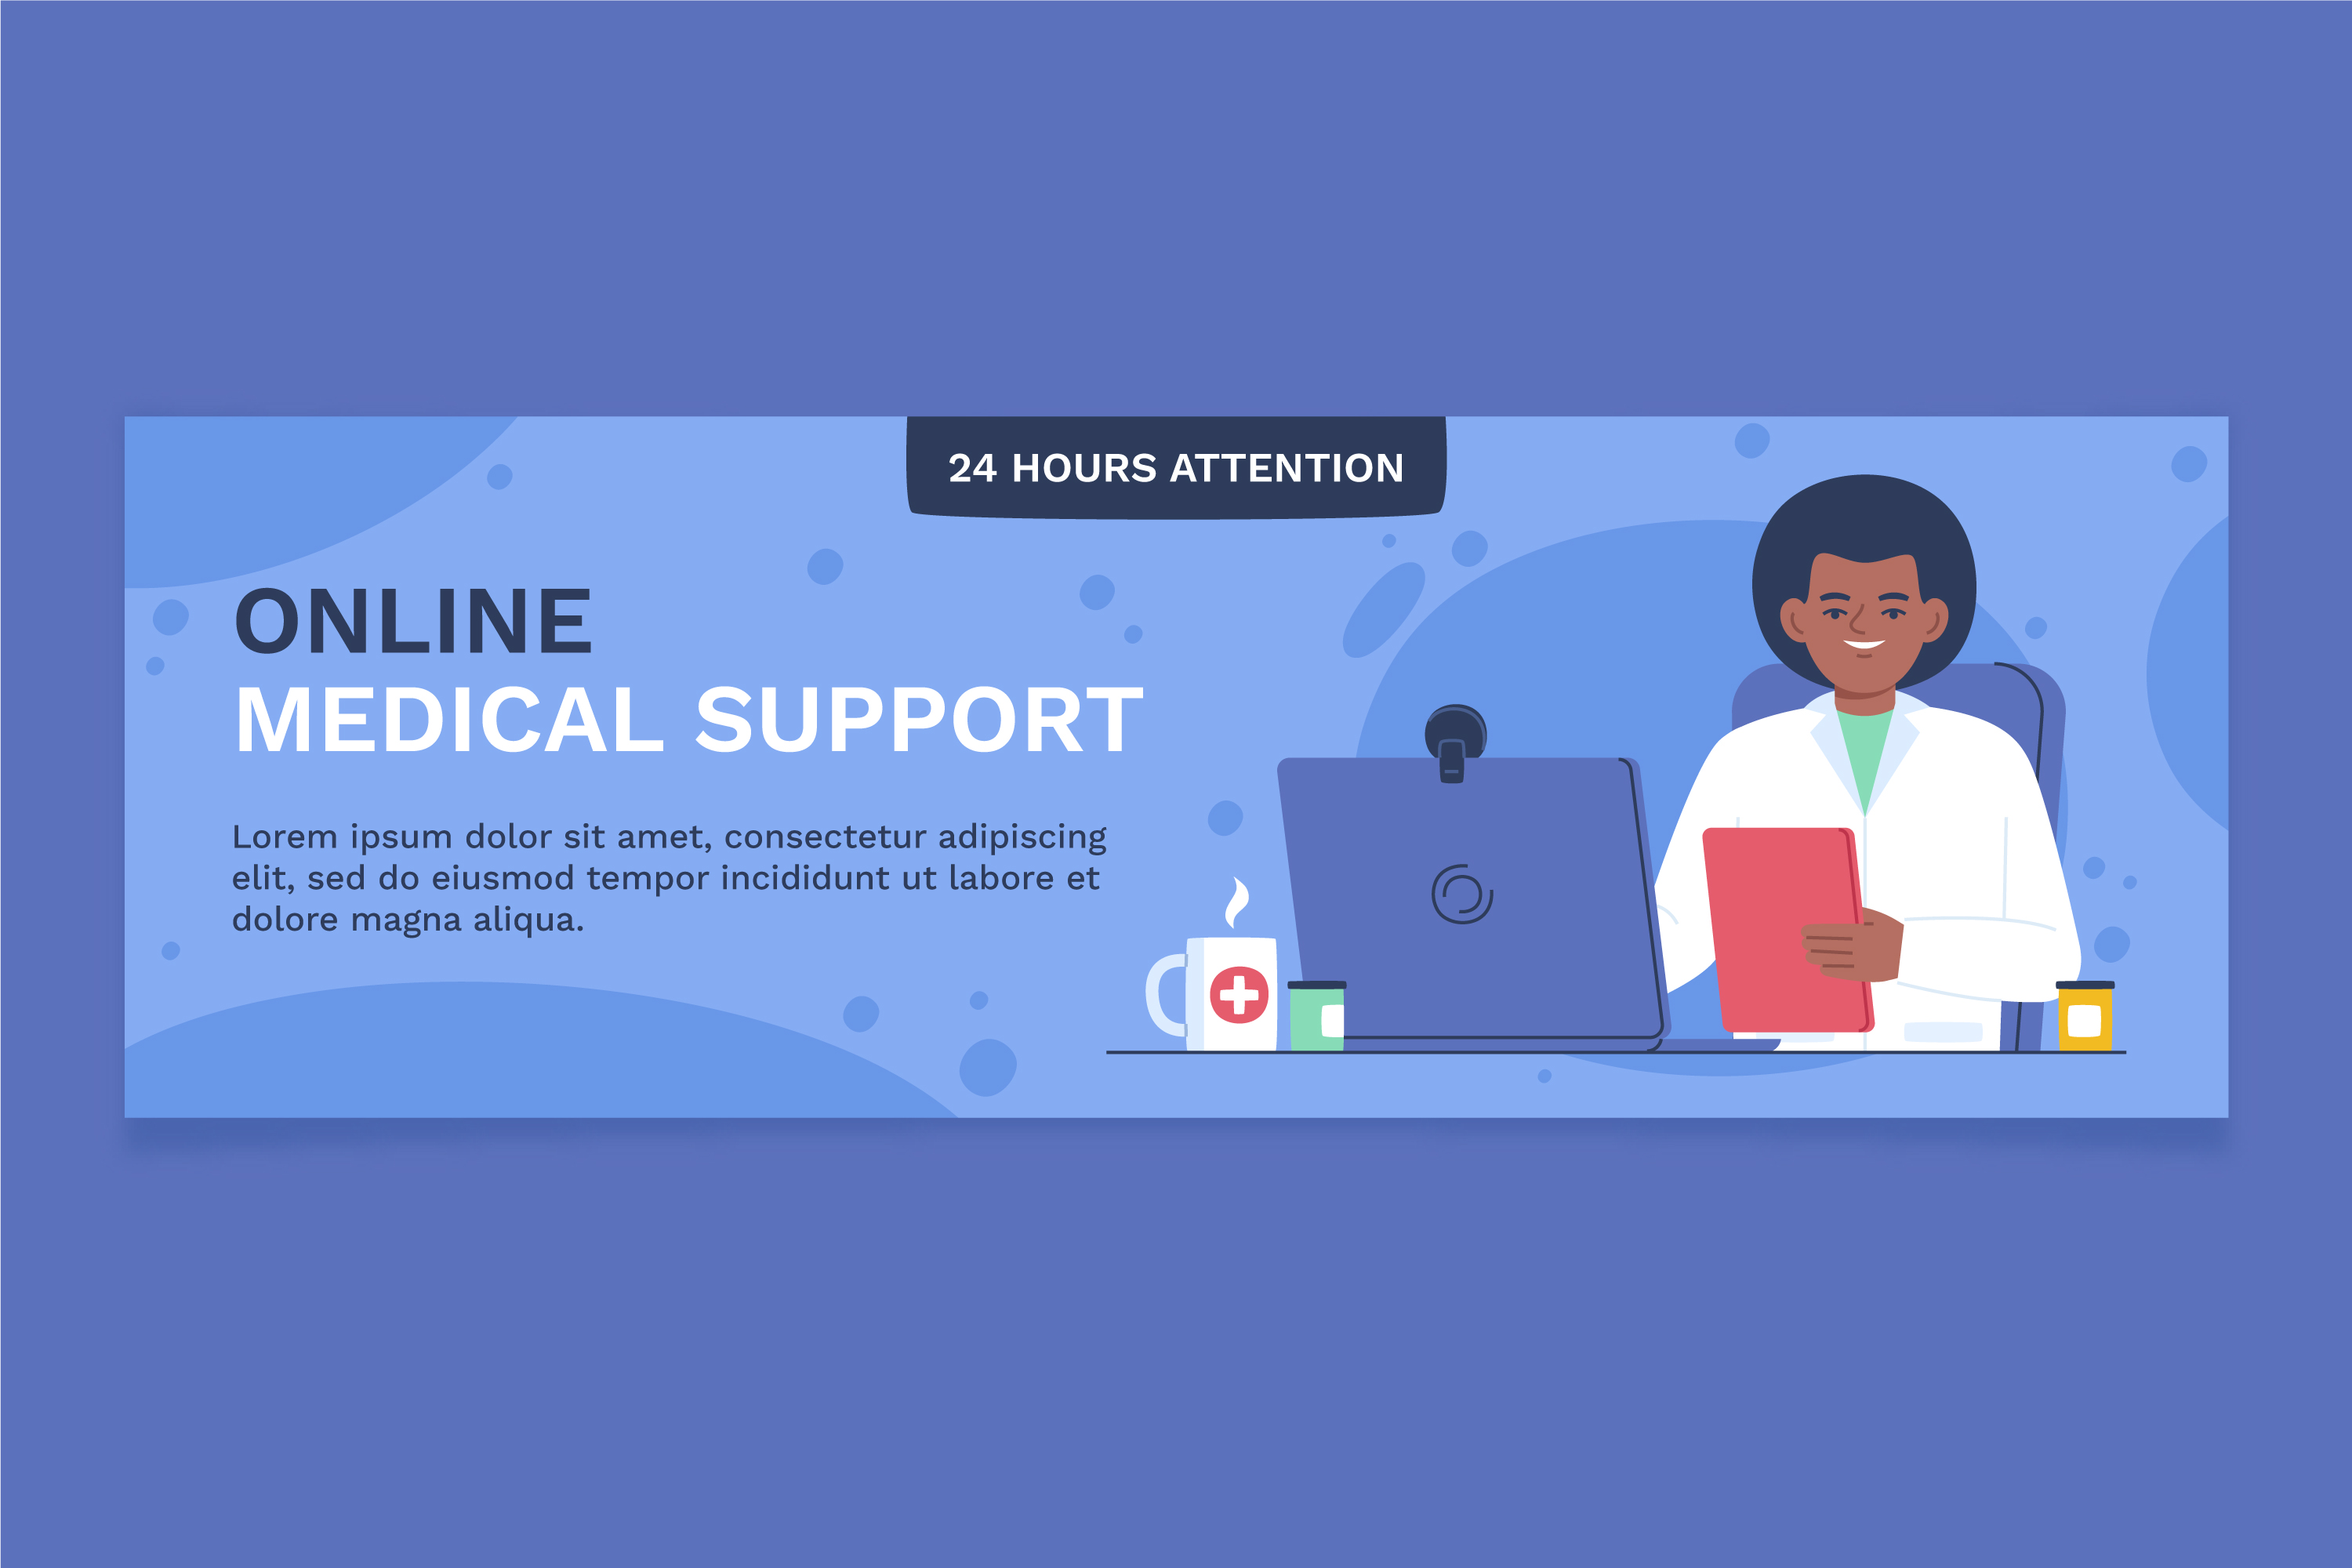 24 HOURS ATTENTION
ONLINE
MEDICAL SUPPORT
Lorem ipsum dolor sit amet, consectetur adipiscing
elit, sed do eiusmod tempor incididunt ut labore et
dolore magna aliqua.